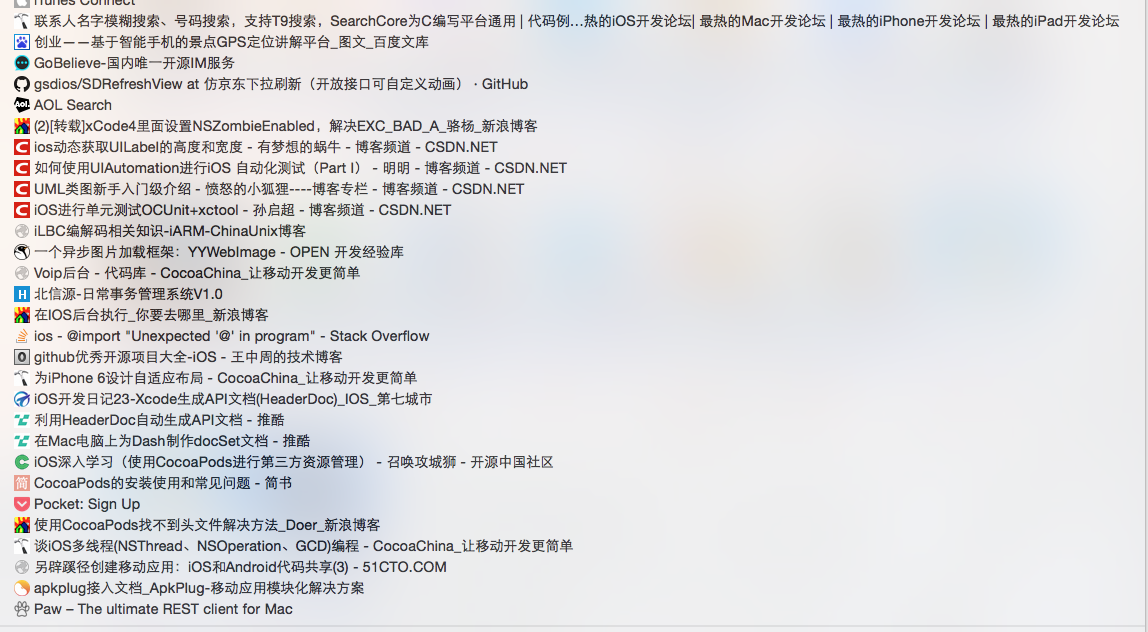 iTunes Connect
联系人名字模糊搜索、号码搜索，支持T9搜索，SearchCore为C编写平台通用 | 代码例...热的iOS开发论坛| 最热的Mac开发论坛 | 最热的iPhone开发论坛 | 最热的iPad开发论坛
创业——基于智能手机的景点GPS定位讲解平台_图文_百度文库
GoBelieve-国内唯一开源IM服务
gsdios/SDRefreshView at 仿京东下拉刷新（开放接口可自定义动画） · GitHub
Aol. AOL Search
(2)[转载]xCode4里面设置NSZombieEnabled，解决EXC_BAD_A_骆杨_新浪博客
ios动态获取UILabel的高度和宽度 - 有梦想的蜗牛 - 博客频道 - CSDN.NET
如何使用UIAutomation进行iOS 自动化测试（Part I） - 明明 - 博客频道 - CSDN.NET
UML类图新手入门级介绍 - 愤怒的小狐狸----博客专栏 - 博客频道 - CSDN.NET
iOS进行单元测试OCUnit+xctool - 孙启超 - 博客频道 - CSDN.NET
iLBC编解码相关知识-iARM-ChinaUnix博客
一个异步图片加载框架：YYWebImage - OPEN 开发经验库
Voip后台 - 代码库 - CocoaChina_让移动开发更简单
H 北信源-日常事务管理系统V1.0
在IOS后台执行_你要去哪里_新浪博客
ios - @import "Unexpected '@' in program" - Stack Overflow
github优秀开源项目大全-iOS - 王中周的技术博客
为iPhone 6设计自适应布局 - CocoaChina_让移动开发更简单
iOS开发日记23-Xcode生成API文档(HeaderDoc)_IOS_第七城市
利用HeaderDoc自动生成API文档 - 推酷
在Mac电脑上为Dash制作docSet文档 - 推酷
iOS深入学习（使用CocoaPods进行第三方资源管理） - 召唤攻城狮 - 开源中国社区
简 CocoaPods的安装使用和常见问题 - 简书
Pocket: Sign Up
使用CocoaPods找不到头文件解决方法_Doer_新浪博客
谈iOS多线程(NSThread、NSOperation、GCD)编程 - CocoaChina_让移动开发更简单
另辟蹊径创建移动应用：iOS和Android代码共享(3) - 51CTO.COM
apkplug接入文档_ApkPlug-移动应用模块化解决方案
Paw – The ultimate REST client for Mac